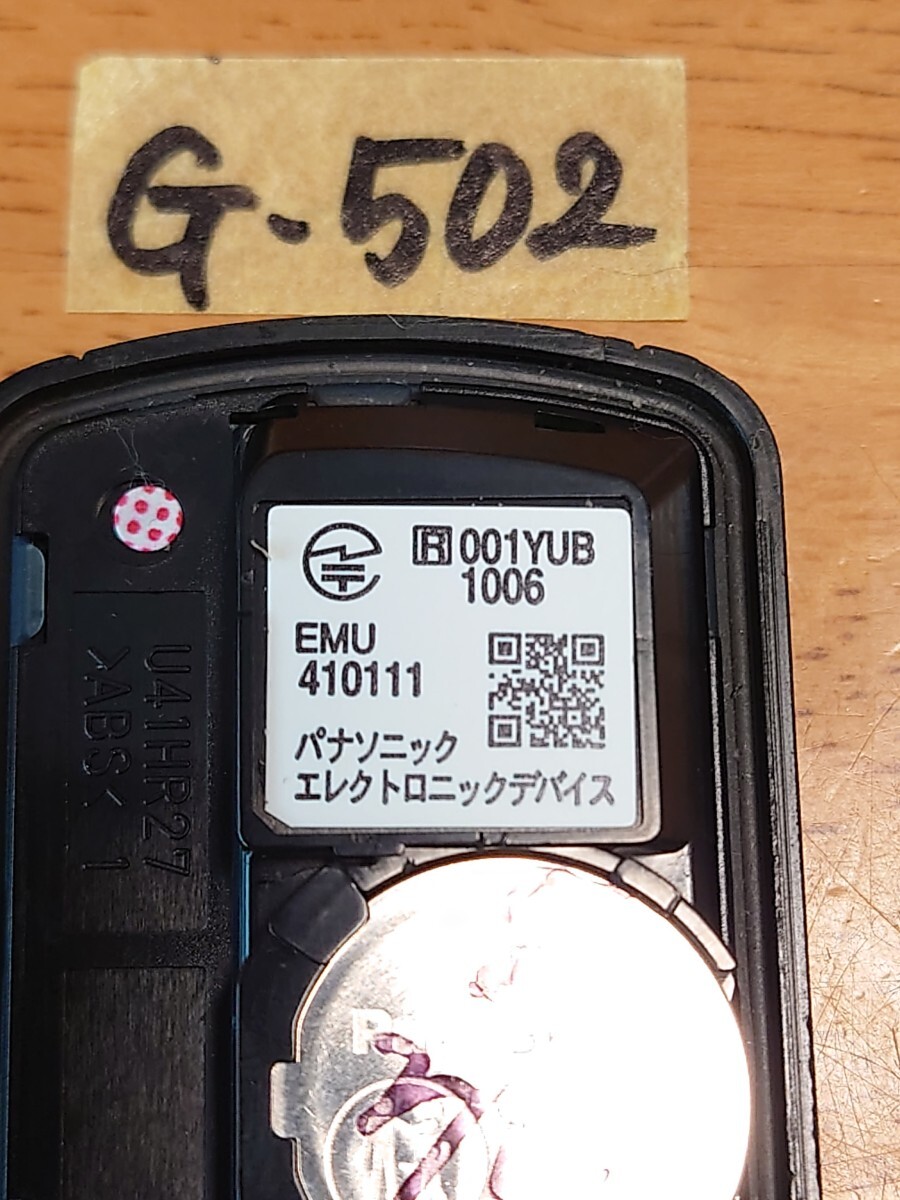 G-502
R 001YUB
1006
EMU
410111
パナソニック
エレクトロニックデバイス
U41HR27
>ABS< 1